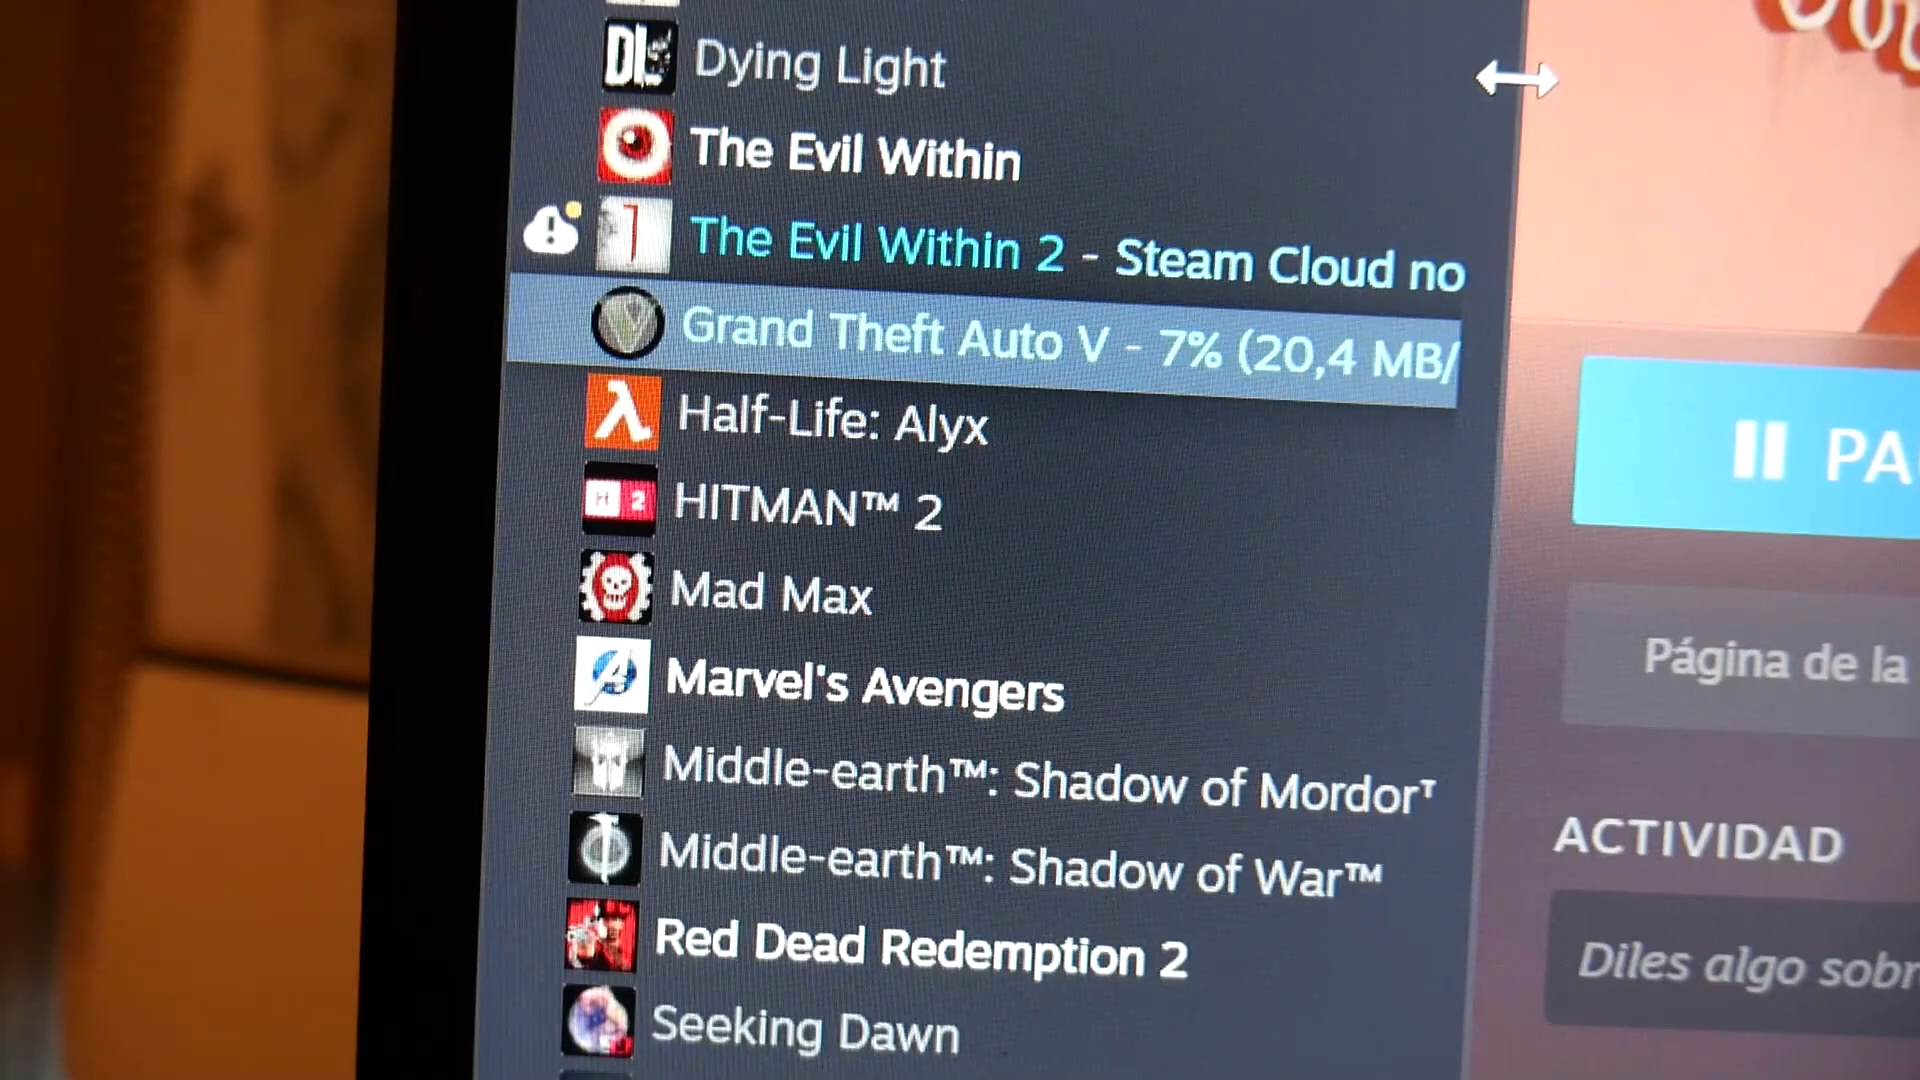 Dying Light
The Evil Within
The Evil Within 2 - Steam Cloud no
Grand Theft Auto V - 7% (20,4 MB/
Half-Life: Alyx
H 2
HITMAN™ 2
Mad Max
Marvel's Avengers
Middle-earth™: Shadow of Mordor
Middle-earth™: Shadow of War™
Red Dead Redemption 2
Seeking Dawn
PA
Página de la
ACTIVIDAD
Diles algo sobr